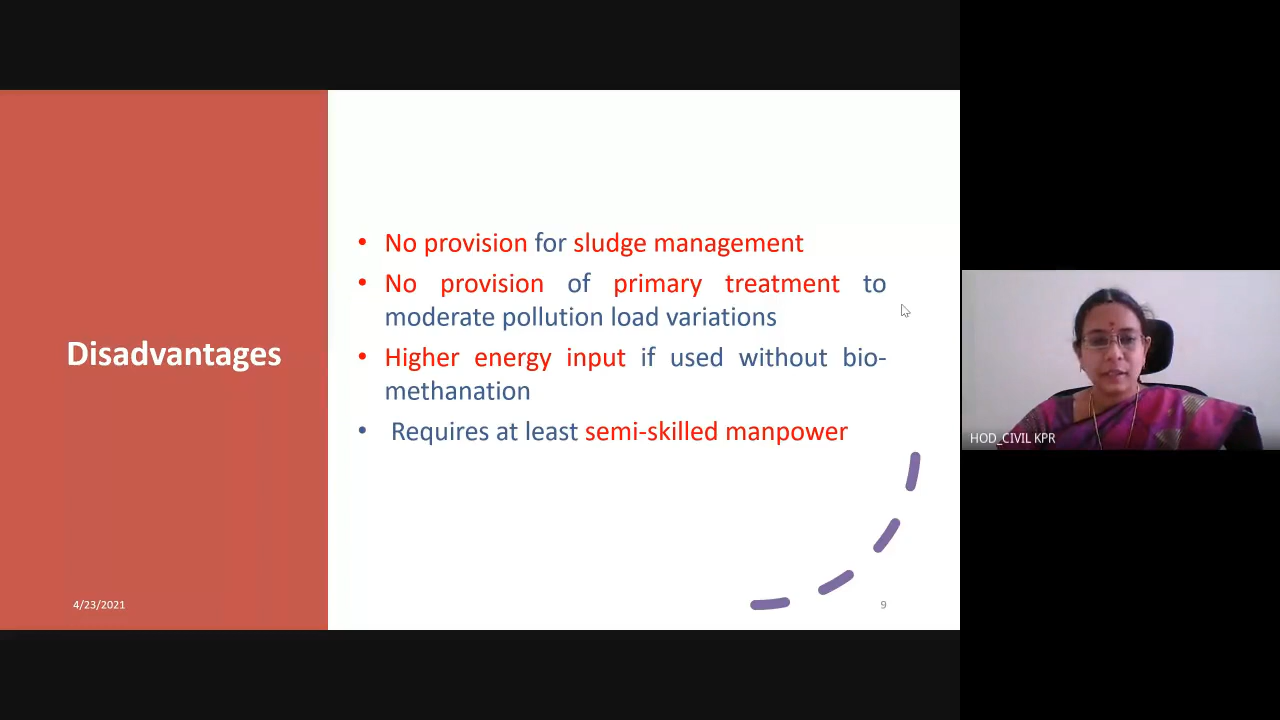 Disadvantages
• No provision for sludge management
• No provision of primary treatment to
moderate pollution load variations
• Higher energy input if used without bio-
methanation
• Requires at least semi-skilled manpower
4/23/2021
9
HOD_CIVIL KPR